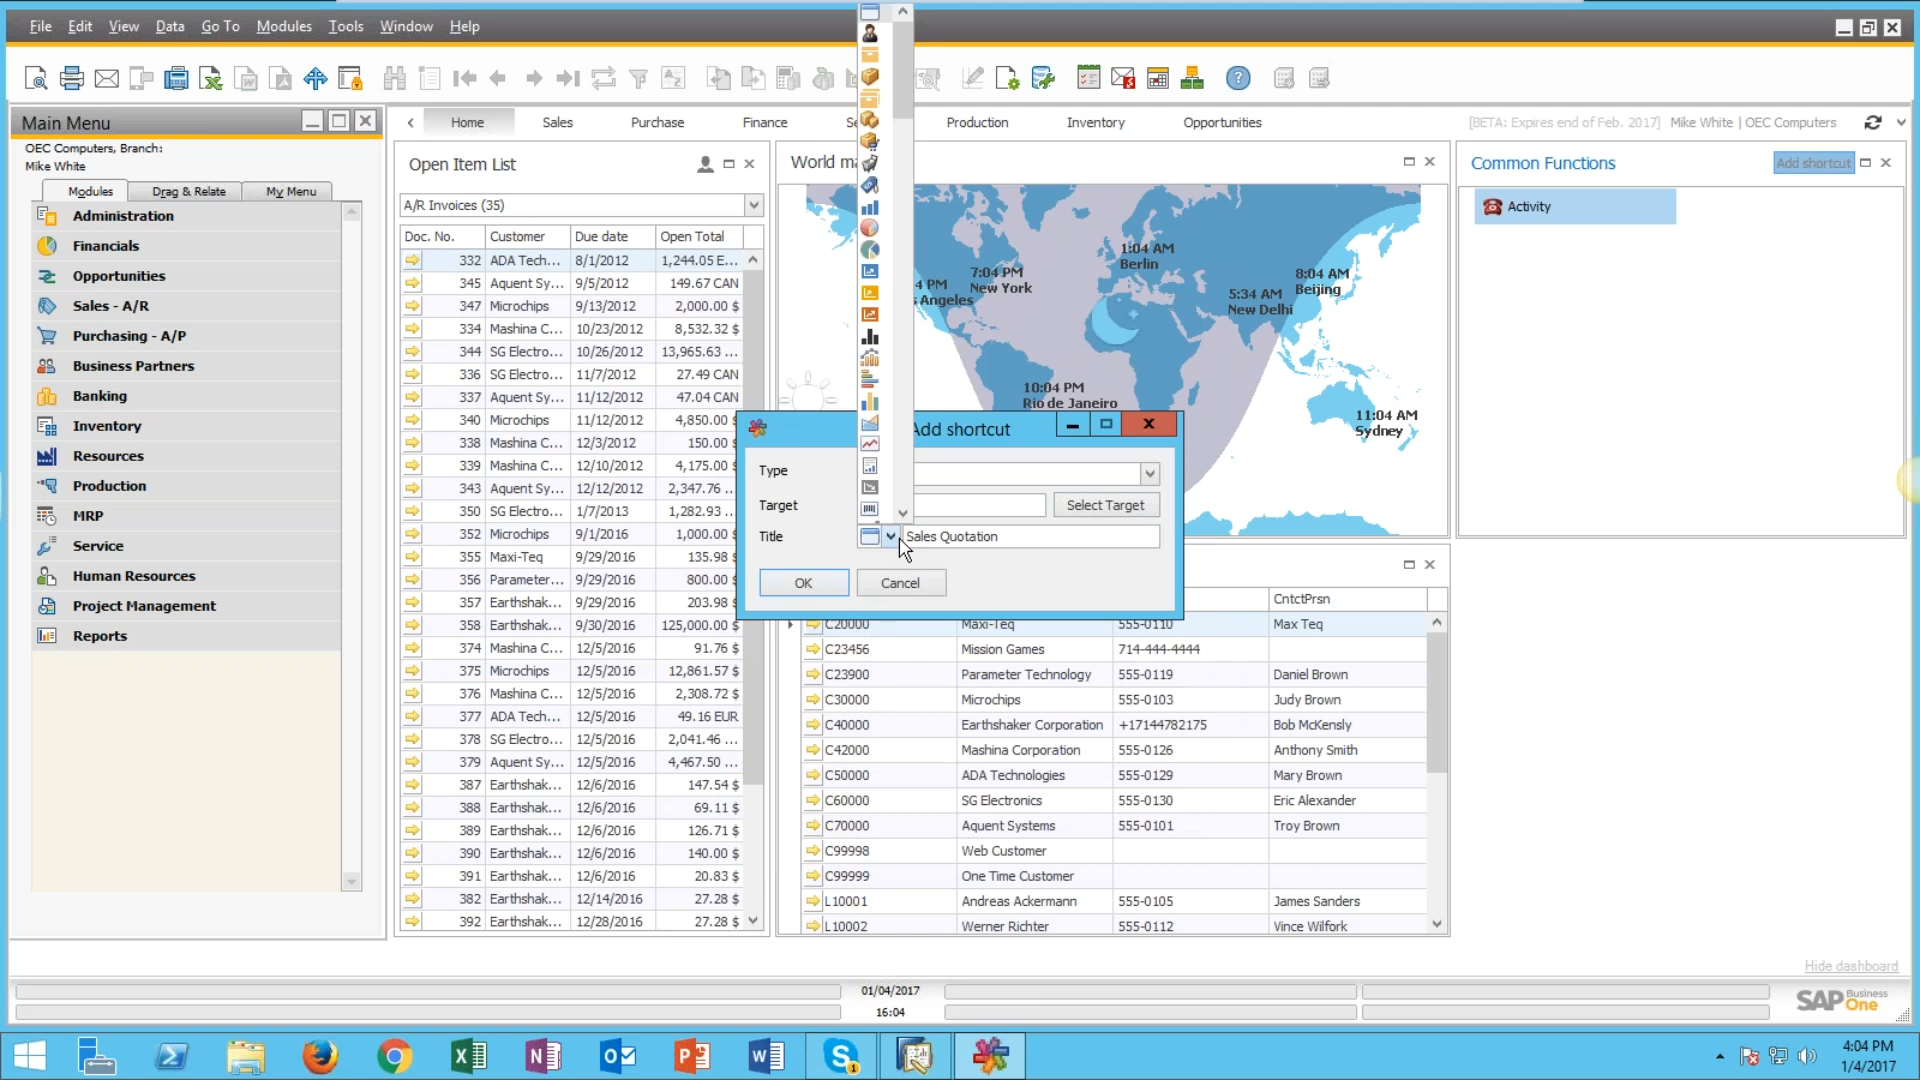 File Edit View Data Go To Modules Tools Window Help
Main Menu
OEC Computers, Branch:
Mike White
Modules Drag & Relate My Menu
Administration
Financials
Opportunities
Sales - A/R
Purchasing - A/P
Business Partners
Banking
Inventory
Resources
Production
MRP
Service
Human Resources
Project Management
Reports
Home Sales Purchase Finance Production Inventory Opportunities
[BETA: Expires end of Feb. 2017] Mike White | OEC Computers
Open Item List
A/R Invoices (35)
Doc. No. Customer Due date Open Total
332 ADA Tech... 8/1/2012 1,244.05 E...
345 Aquent Sy... 9/5/2012 149.67 CAN
347 Microchips 9/13/2012 2,000.00 $
334 Mashina C... 10/23/2012 8,532.32 $
344 SG Electro... 10/26/2012 13,965.63 ...
336 SG Electro... 11/7/2012 27.49 CAN
337 Aquent Sy... 11/12/2012 47.04 CAN
340 Microchips 11/12/2012 4,850.00 $
338 Mashina C... 12/3/2012 150.00 $
339 Mashina C... 12/10/2012 4,175.00 $
343 Aquent Sy... 12/12/2012 2,347.76 ...
350 SG Electro... 1/7/2013 1,282.93 ...
352 Microchips 9/1/2016 1,000.00 $
355 Maxi-Teq 9/29/2016 135.98 $
356 Parameter... 9/29/2016 800.00 $
357 Earthshak... 9/29/2016 203.98 $
358 Earthshak... 9/30/2016 125,000.00 $
374 Mashina C... 12/5/2016 91.76 $
375 Microchips 12/5/2016 12,861.57 $
376 Mashina C... 12/5/2016 2,308.72 $
377 ADA Tech... 12/5/2016 49.16 EUR
378 SG Electro... 12/5/2016 2,041.46 ...
379 Aquent Sy... 12/5/2016 4,467.50 ...
387 Earthshak... 12/6/2016 147.54 $
388 Earthshak... 12/6/2016 69.11 $
389 Earthshak... 12/6/2016 126.71 $
390 Earthshak... 12/6/2016 140.00 $
391 Earthshak... 12/6/2016 20.83 $
382 Earthshak... 12/14/2016 27.28 $
392 Earthshak... 12/28/2016 27.28 $
World ma
4 PM
s Angeles
7:04 PM
New York
1:04 AM
Berlin
8:04 AM
Beijing
5:34 AM
New Delhi
10:04 PM
Rio de Janeiro
11:04 AM
Sydney
Add shortcut
Type
Target Select Target
Title Sales Quotation
OK Cancel
CntctPrsn
C20000 Maxi-Teq 555-0110 Max Teq
C23456 Mission Games 714-444-4444
C23900 Parameter Technology 555-0119 Daniel Brown
C30000 Microchips 555-0103 Judy Brown
C40000 Earthshaker Corporation +17144782175 Bob McKensly
C42000 Mashina Corporation 555-0126 Anthony Smith
C50000 ADA Technologies 555-0129 Mary Brown
C60000 SG Electronics 555-0130 Eric Alexander
C70000 Aquent Systems 555-0101 Troy Brown
C99998 Web Customer
C99999 One Time Customer
L10001 Andreas Ackermann 555-0105 James Sanders
L10002 Werner Richter 555-0112 Vince Wilfork
Common Functions Add shortcut
Activity
Hide dashboard
01/04/2017
16:04
SAP Business One
4:04 PM
1/4/2017